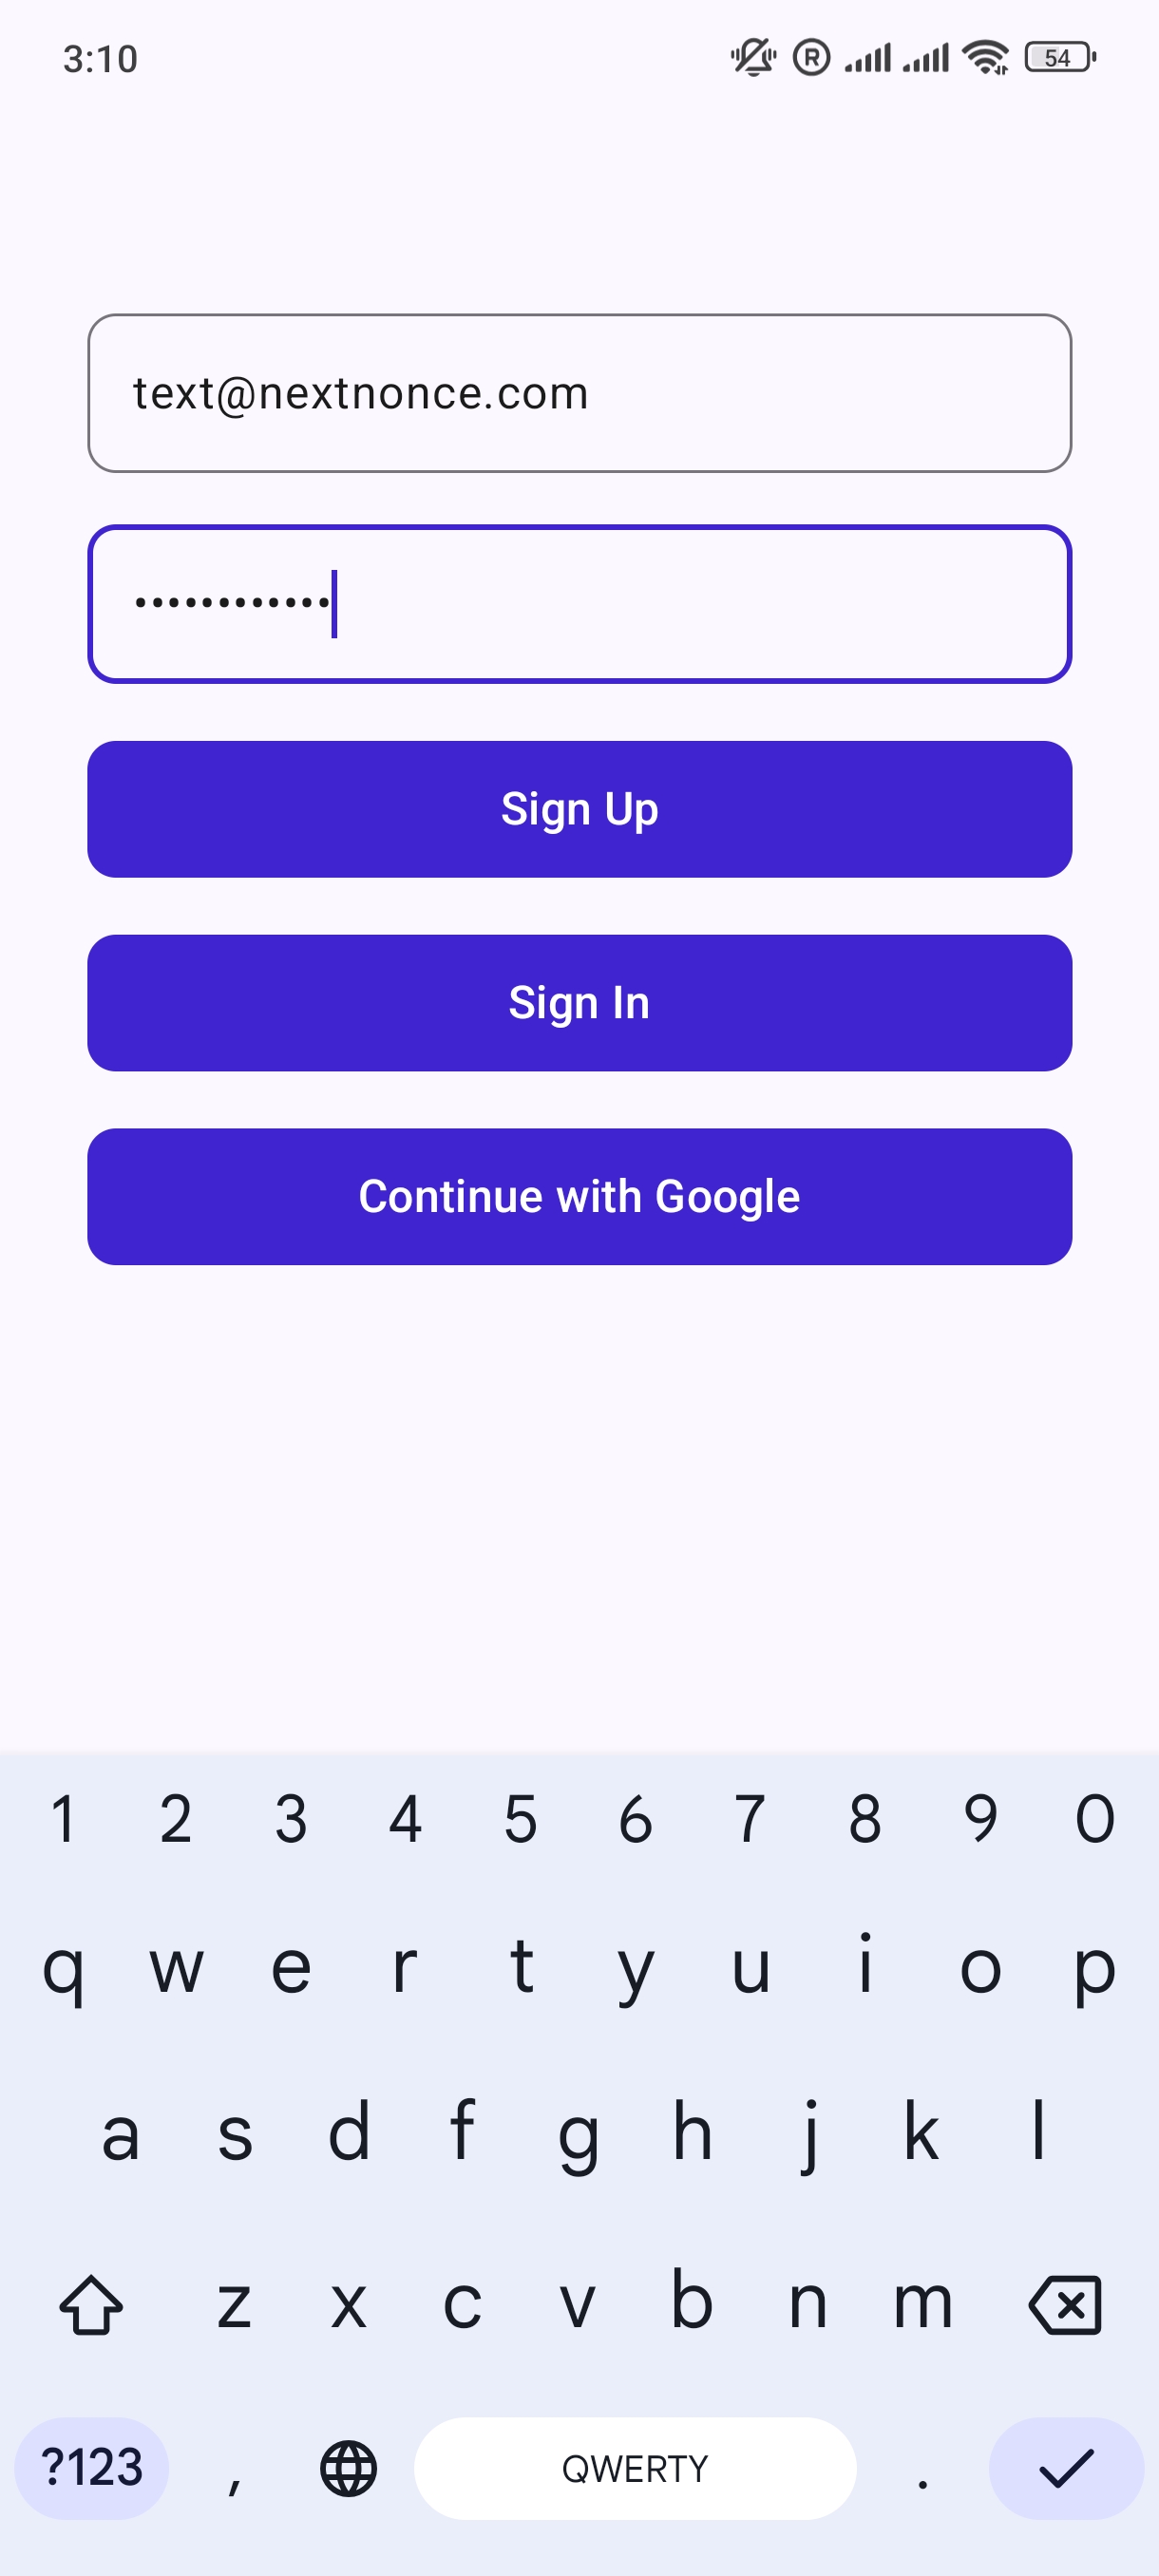 3:10
R
54
text@nextnonce.com
••••••••••••
Sign Up
Sign In
Continue with Google
1 2 3 4 5 6 7 8 9 0
q w e r t y u i o p
a s d f g h j k l
z x c v b n m
?123 , QWERTY .